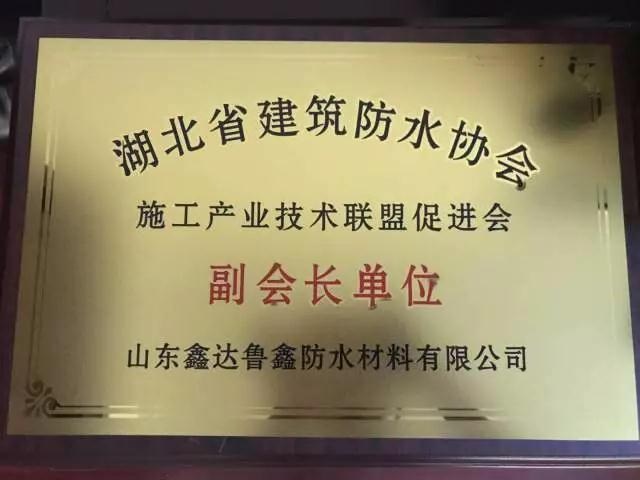 湖北省建筑防水协会
施工产业技术联盟促进会
副会长单位
山东鑫达鲁鑫防水材料有限公司